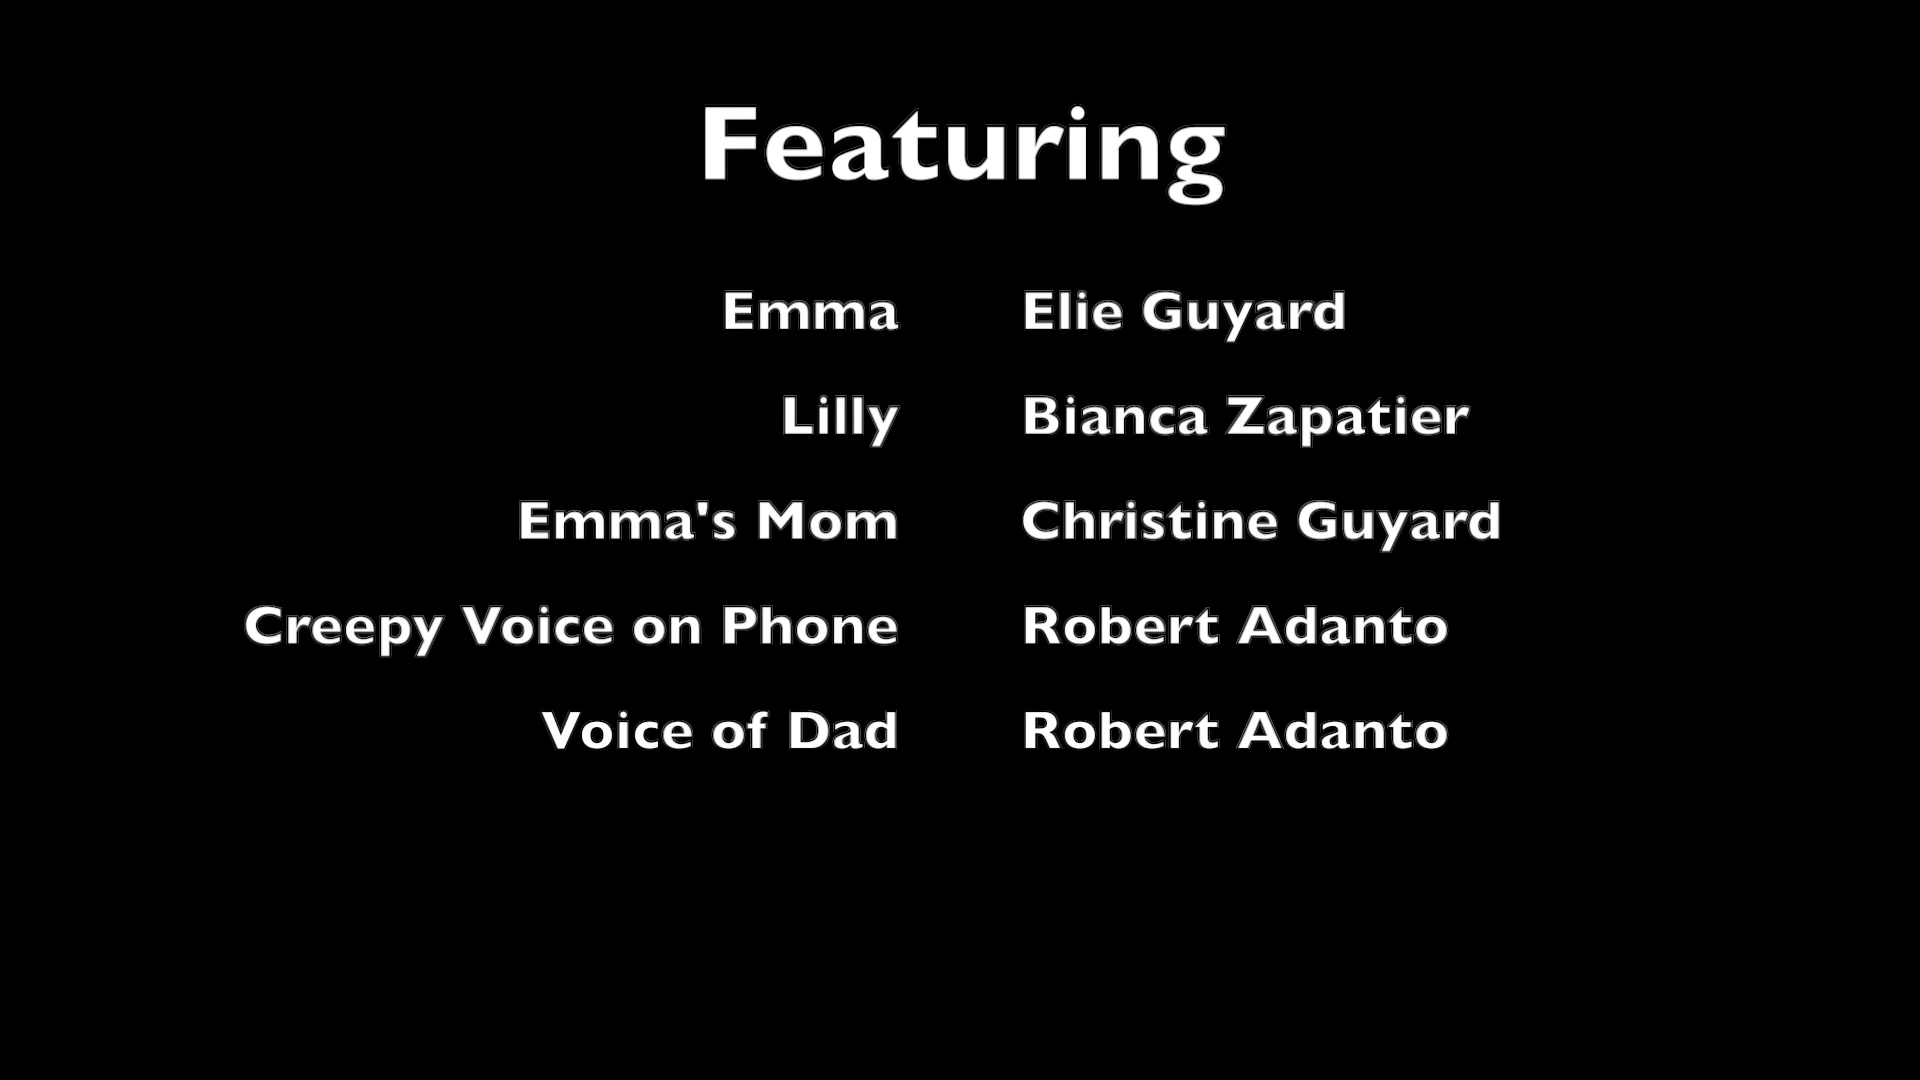 Featuring
Emma Elie Guyard
Lilly Bianca Zapatier
Emma's Mom Christine Guyard
Creepy Voice on Phone Robert Adanto
Voice of Dad Robert Adanto